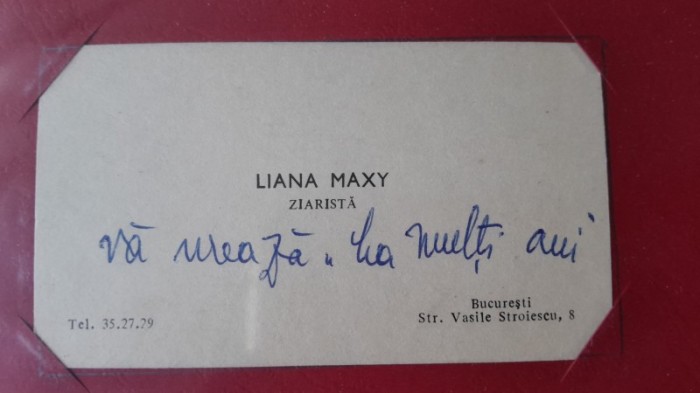 LIANA MAXY
ZIARISTĂ
vă urează „La mulți ani"
Tel. 35.27.29
București
Str. Vasile Stroiescu, 8